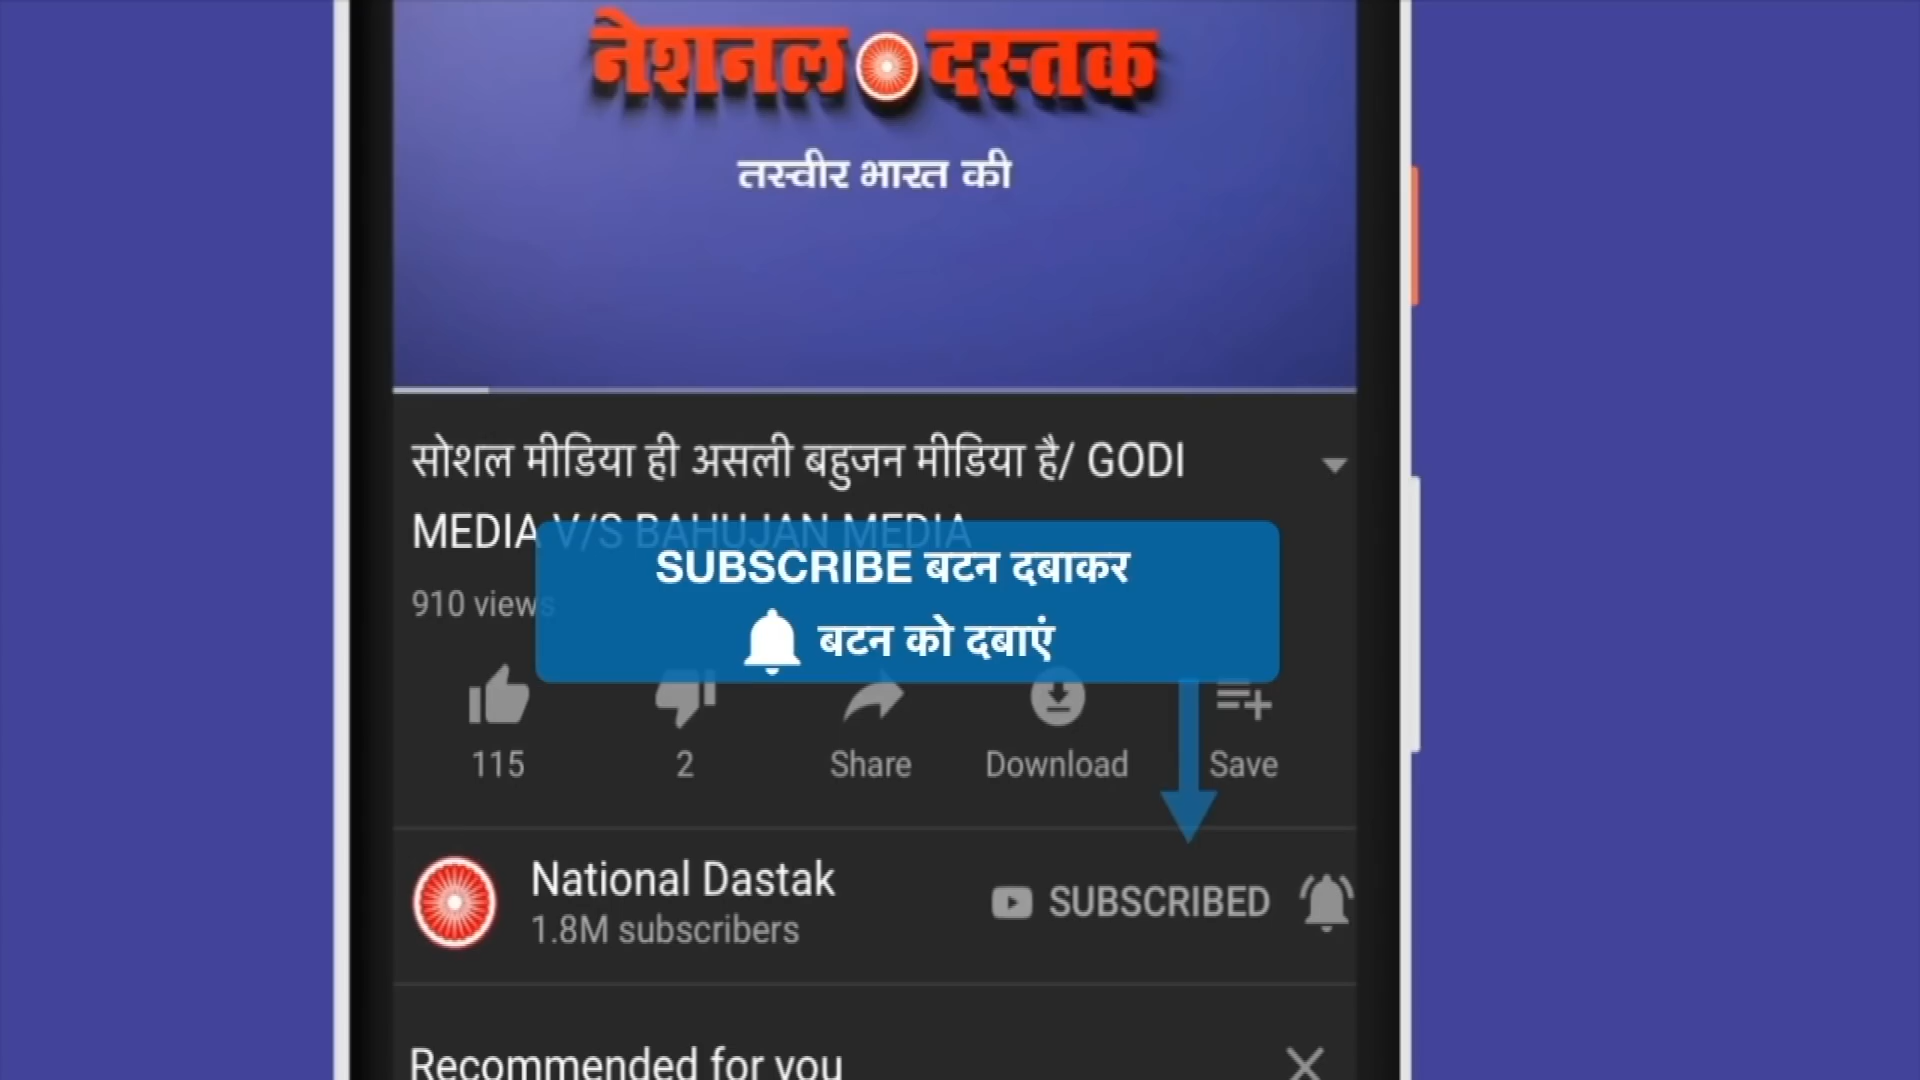 नेशनल दस्तक
तस्वीर भारत की
सोशल मीडिया ही असली बहुजन मीडिया है/ GODI
MEDIA V/S BAHUJAN MEDIA
SUBSCRIBE बटन दबाकर
बटन को दबाएं
910 views
115
2
Share
Download
Save
National Dastak
1.8M subscribers
SUBSCRIBED
Recommended for you